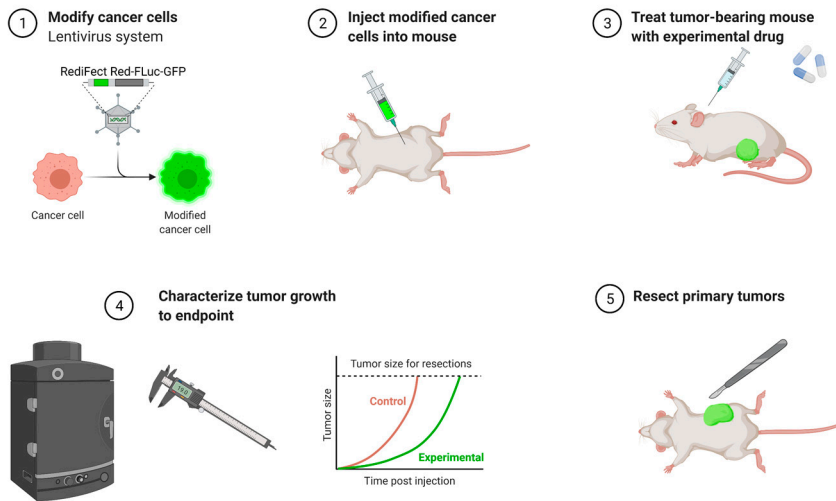 1
Modify cancer cells
Lentivirus system
RediFect Red-FLuc-GFP
Cancer cell
Modified
cancer cell
2
Inject modified cancer
cells into mouse
3
Treat tumor-bearing mouse
with experimental drug
4
Characterize tumor growth
to endpoint
Tumor size for resections
Control
Experimental
Tumor size
Time post injection
5
Resect primary tumors